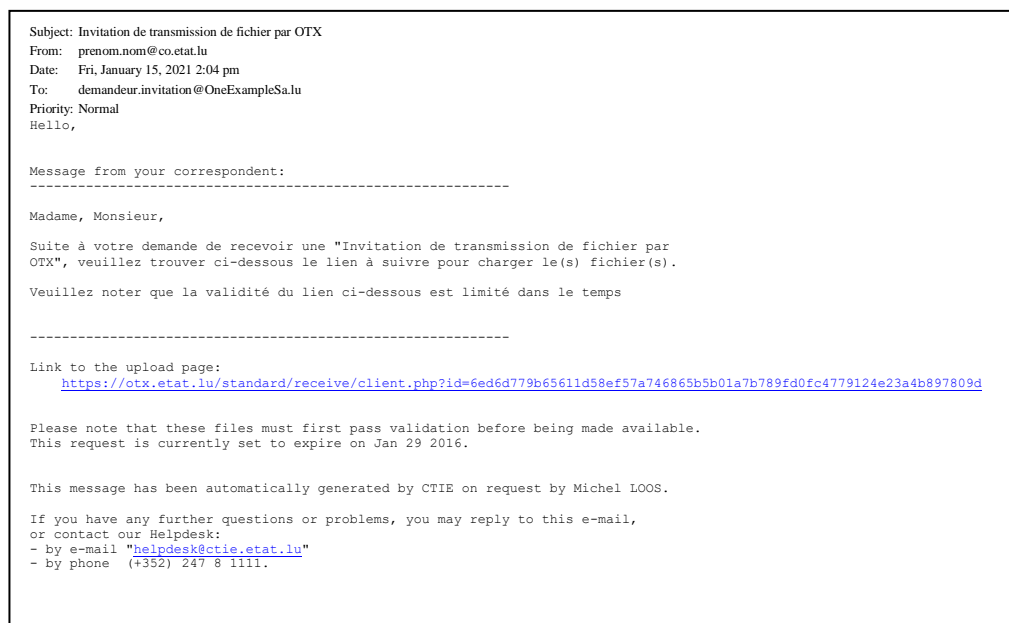 Subject: Invitation de transmission de fichier par OTX
From: prenom.nom@co.etat.lu
Date: Fri, January 15, 2021 2:04 pm
To: demandeur.invitation@OneExampleSa.lu
Priority: Normal
Hello,
Message from your correspondent:
------------------------------------------------------------
Madame, Monsieur,
Suite à votre demande de recevoir une "Invitation de transmission de fichier par
OTX", veuillez trouver ci-dessous le lien à suivre pour charger le(s) fichier(s).
Veuillez noter que la validité du lien ci-dessous est limité dans le temps
------------------------------------------------------------
Link to the upload page:
https://otx.etat.lu/standard/receive/client.php?id=6ed6d779b65611d58ef57a746865b5b01a7b789fd0fc4779124e23a4b897809d
Please note that these files must first pass validation before being made available.
This request is currently set to expire on Jan 29 2016.
This message has been automatically generated by CTIE on request by Michel LOOS.
If you have any further questions or problems, you may reply to this e-mail,
or contact our Helpdesk:
- by e-mail "helpdesk@ctie.etat.lu"
- by phone (+352) 247 8 1111.